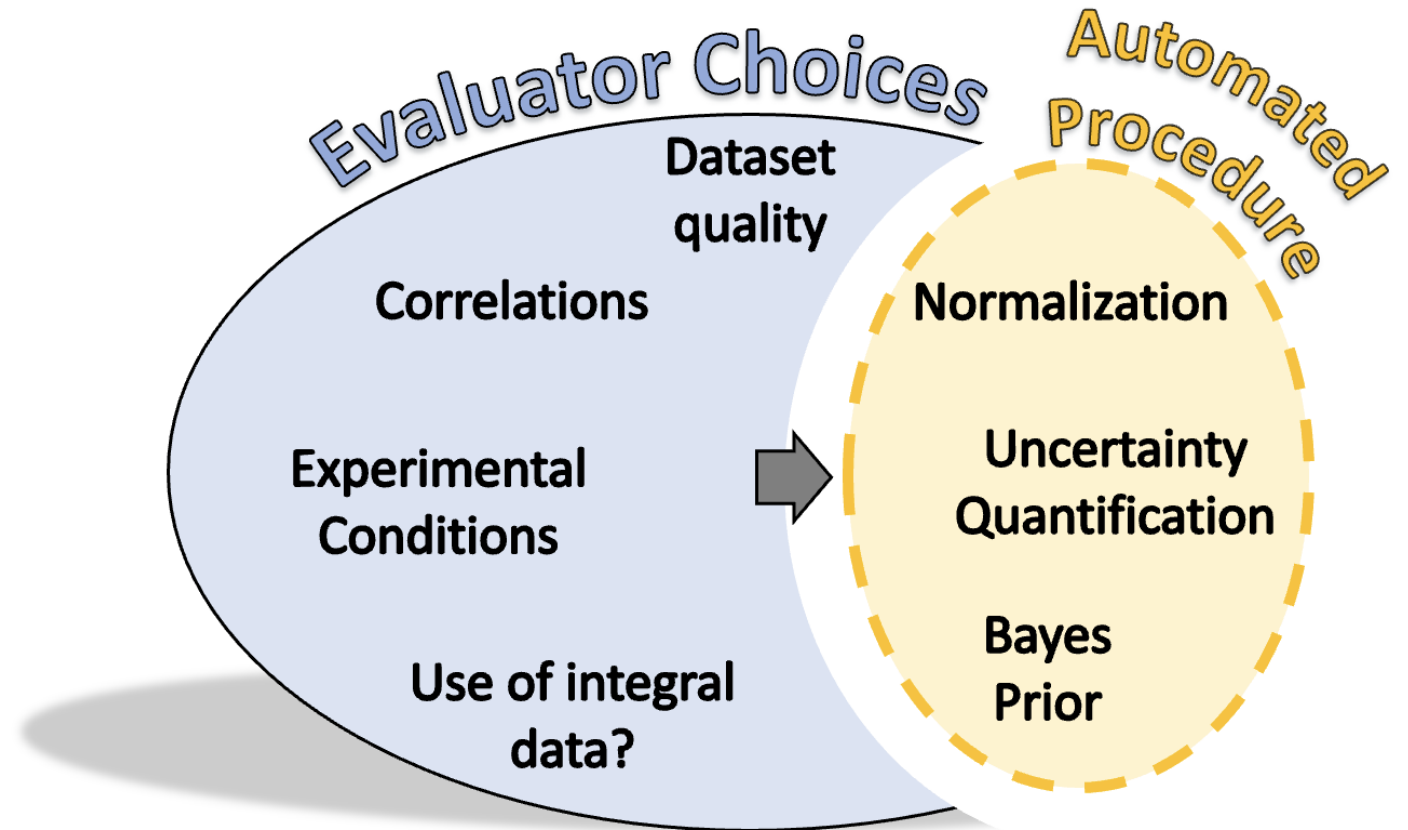 Evaluator Choices
Automated
Procedure
Dataset
quality
Correlations
Experimental
Conditions
Use of integral
data?
Normalization
Uncertainty
Quantification
Bayes
Prior